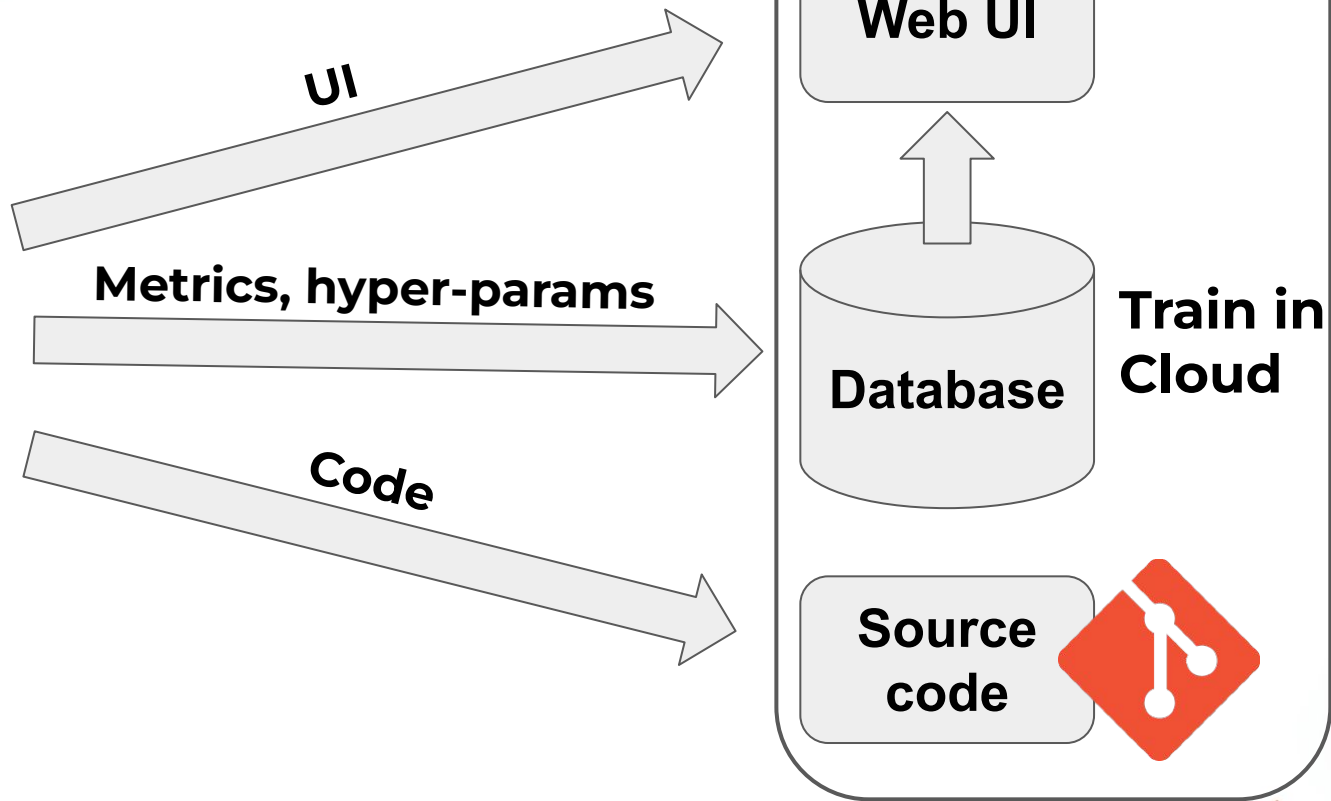 Web UI
UI
Metrics, hyper-params
Train in
Cloud
Database
Code
Source
code